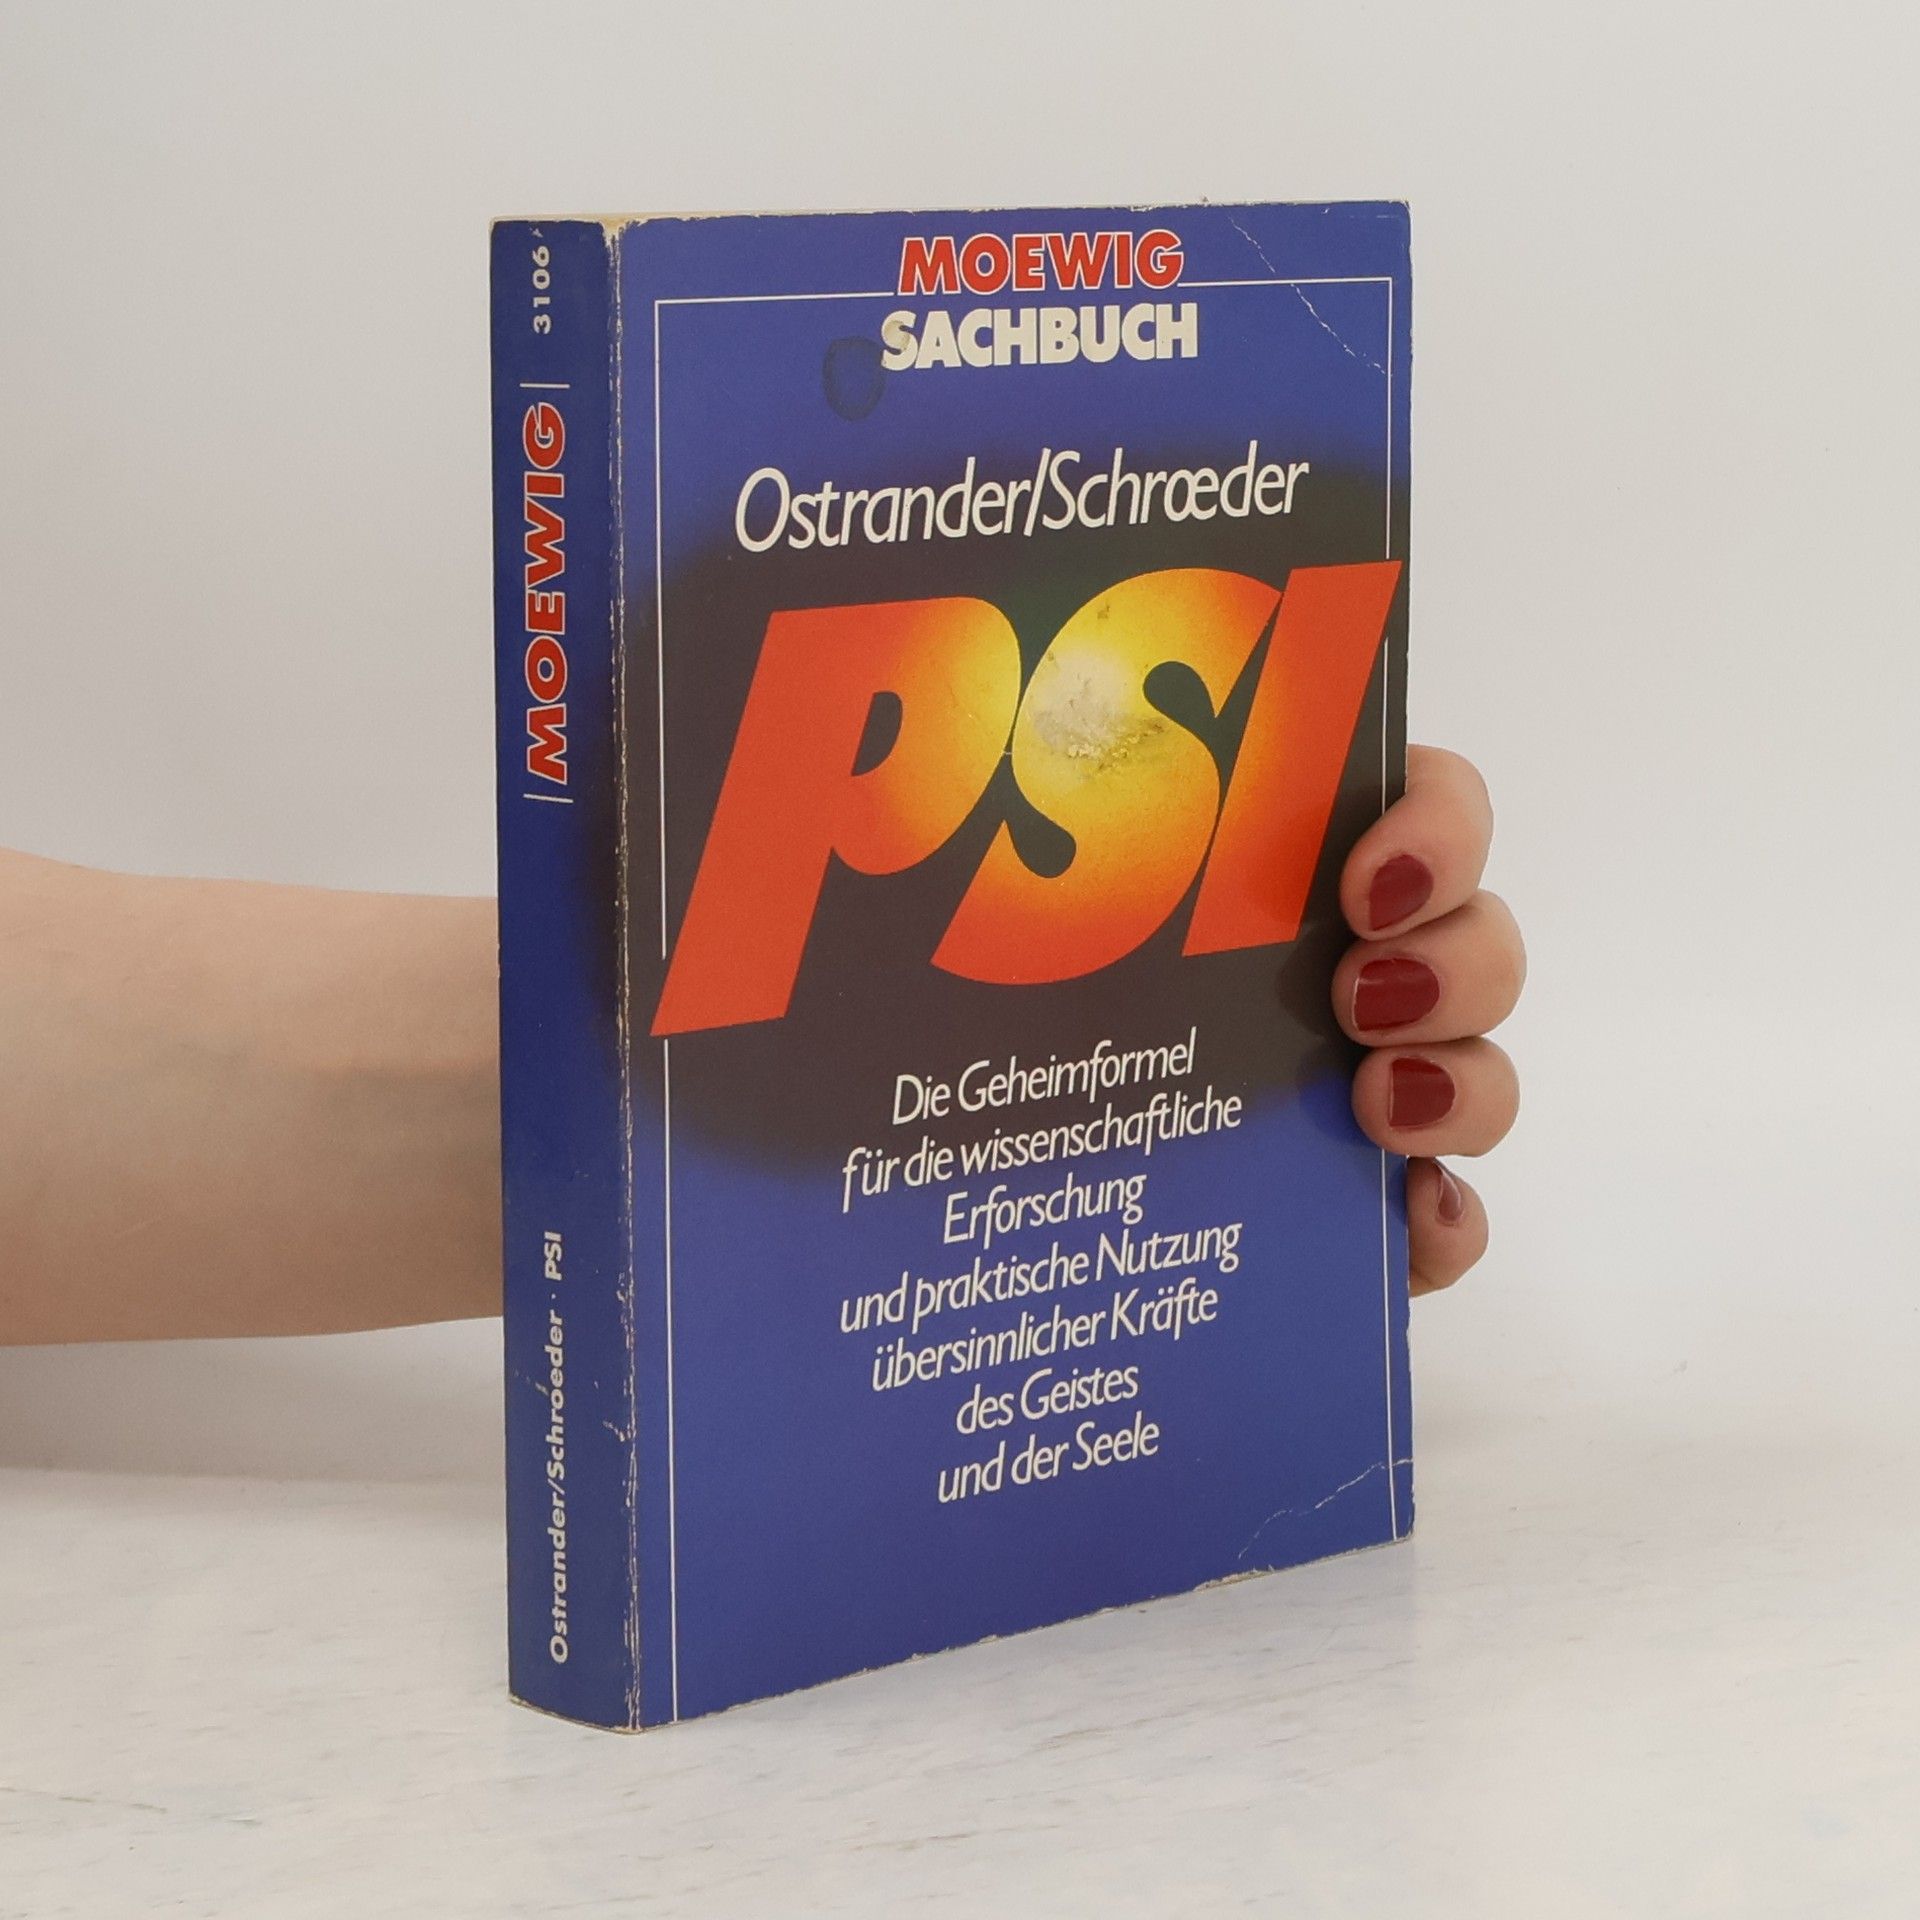 MOEWIG
SACHBUCH
Ostrander/Schroeder
PSI
Die Geheimformel
für die wissenschaftliche
Erforschung
und praktische Nutzung
übersinnlicher Kräfte
des Geistes
und der Seele
Ostrander/Schroeder · PSI
MOEWIG
3106